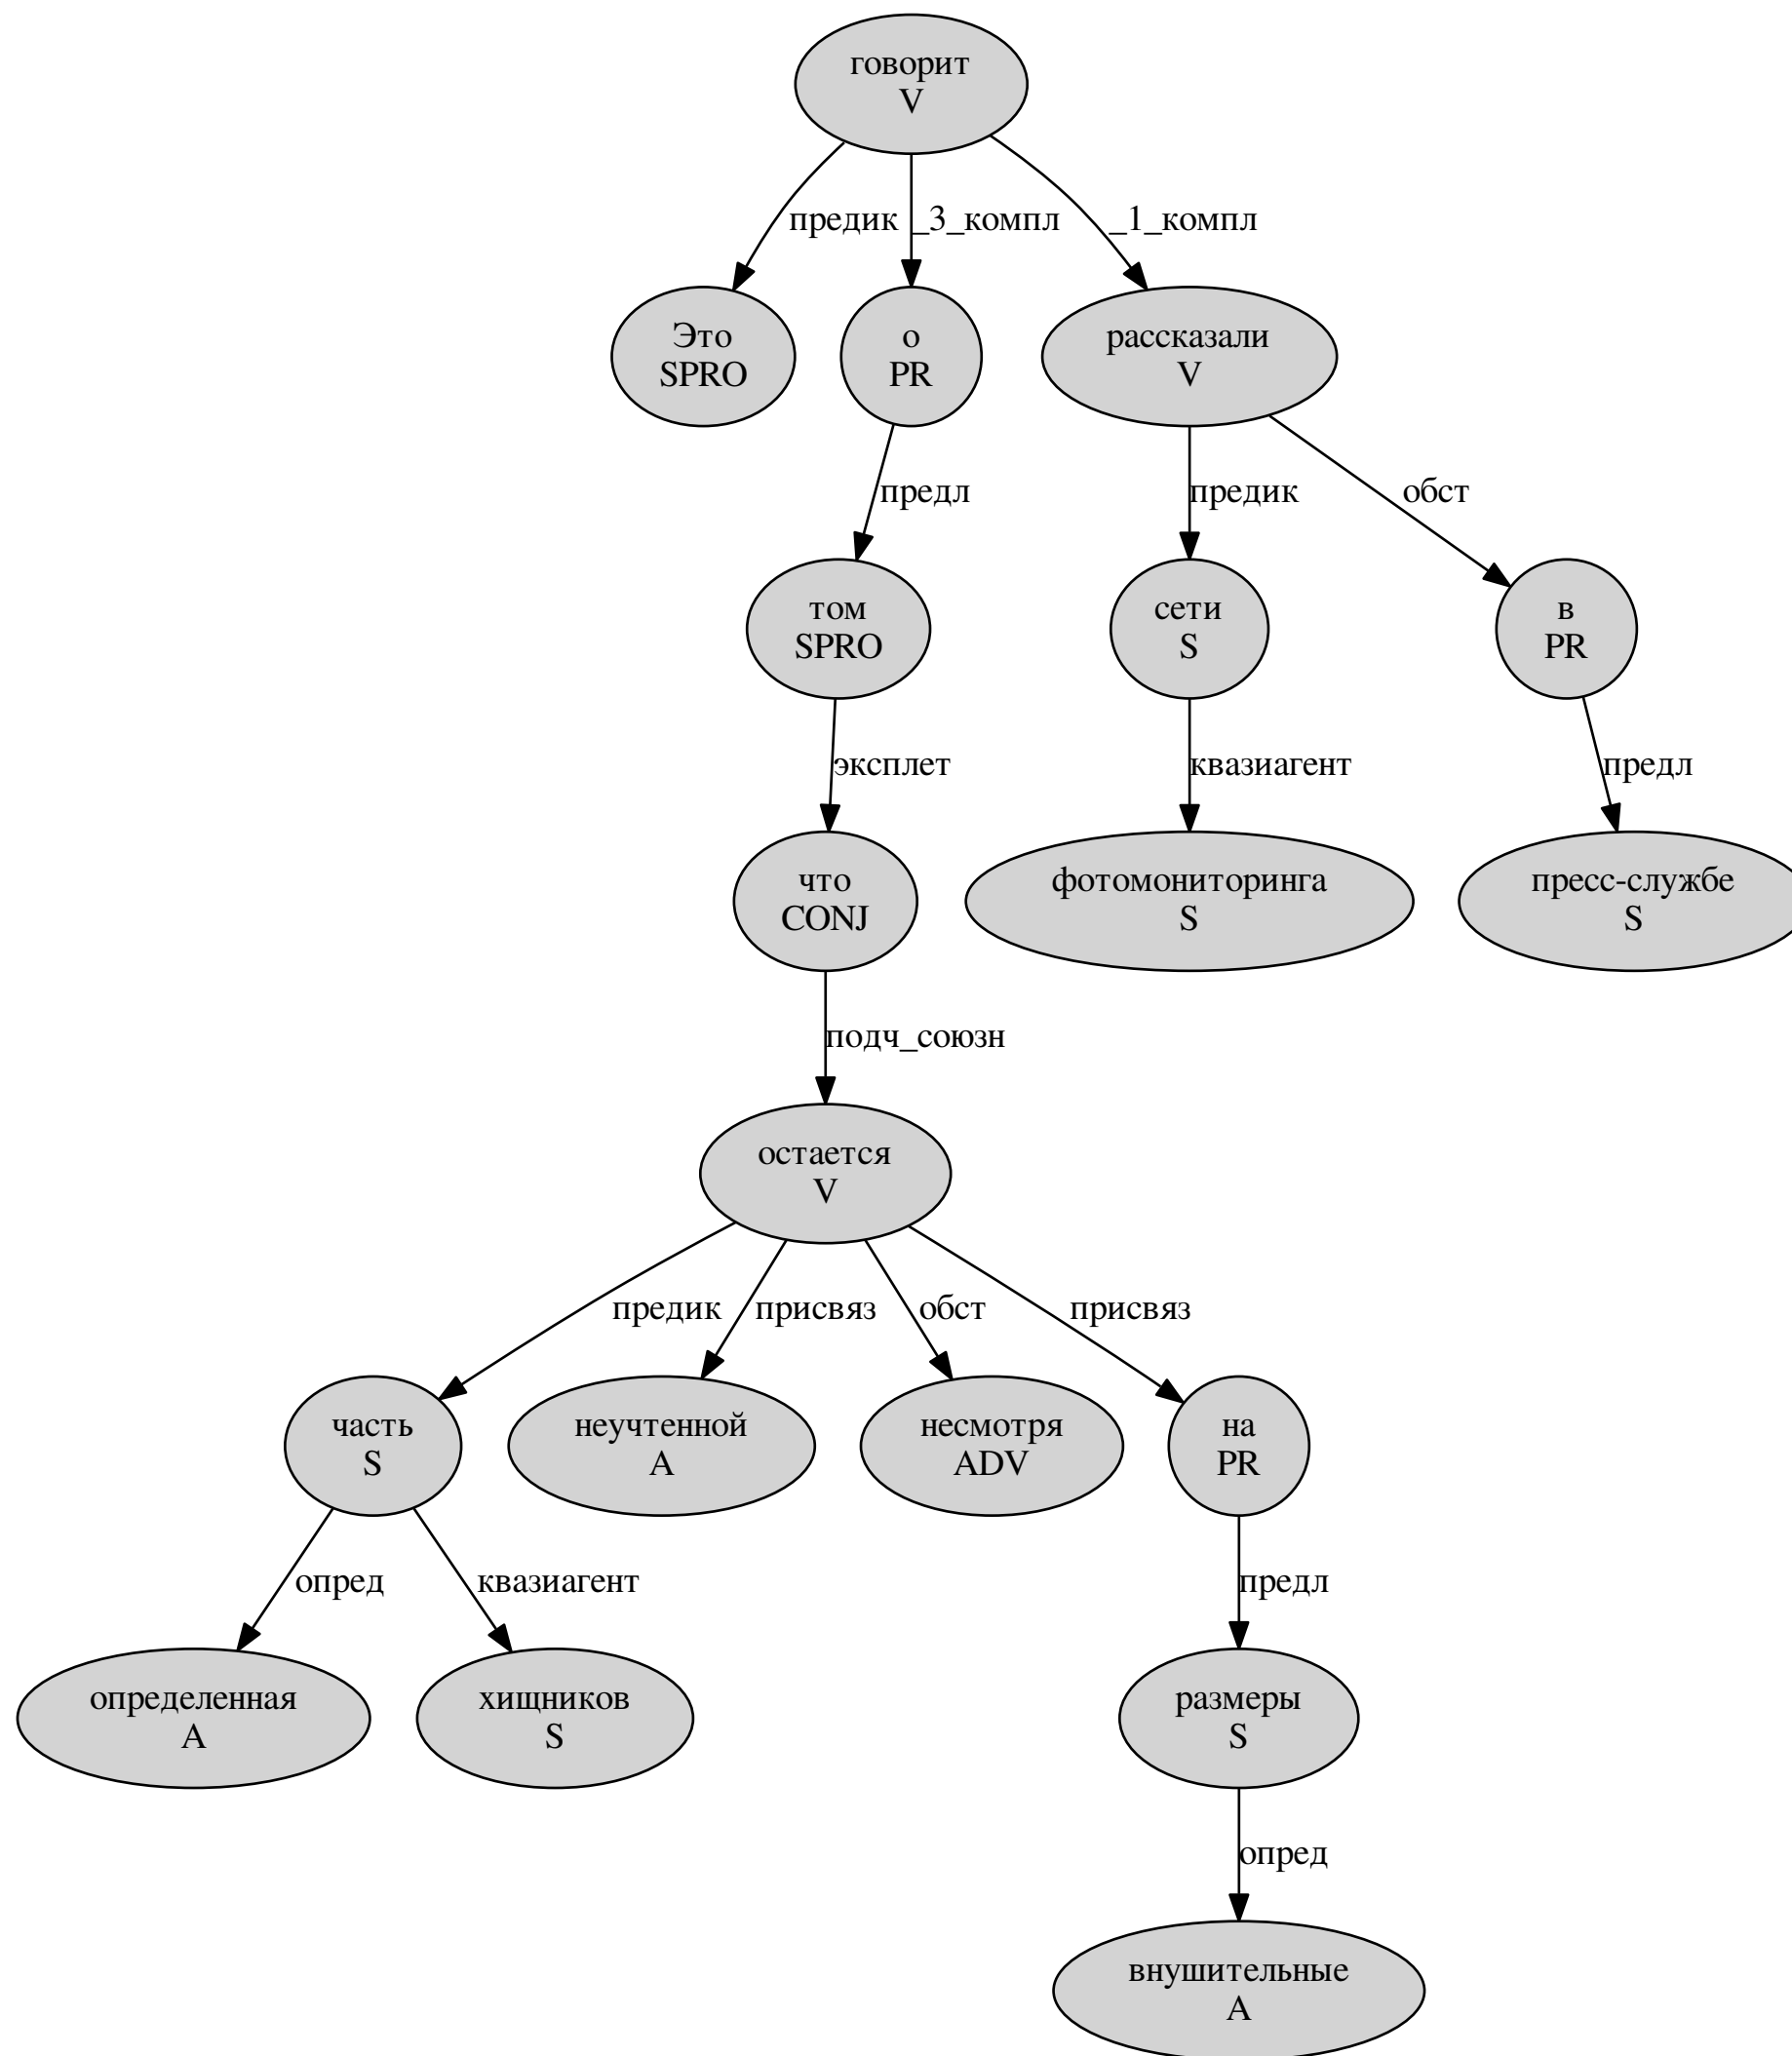 говорит
V
предик
_3_компл
_1_компл
Это
SPRO
о
PR
рассказали
V
предл
предик
обст
том
SPRO
сети
S
в
PR
эксплет
квазиагент
предл
что
CONJ
фотомониторинга
S
пресс-службе
S
подч_союзн
остается
V
предик
присвяз
обст
присвяз
часть
S
неучтенной
A
несмотря
ADV
на
PR
опред
квазиагент
предл
определенная
A
хищников
S
размеры
S
опред
внушительные
A